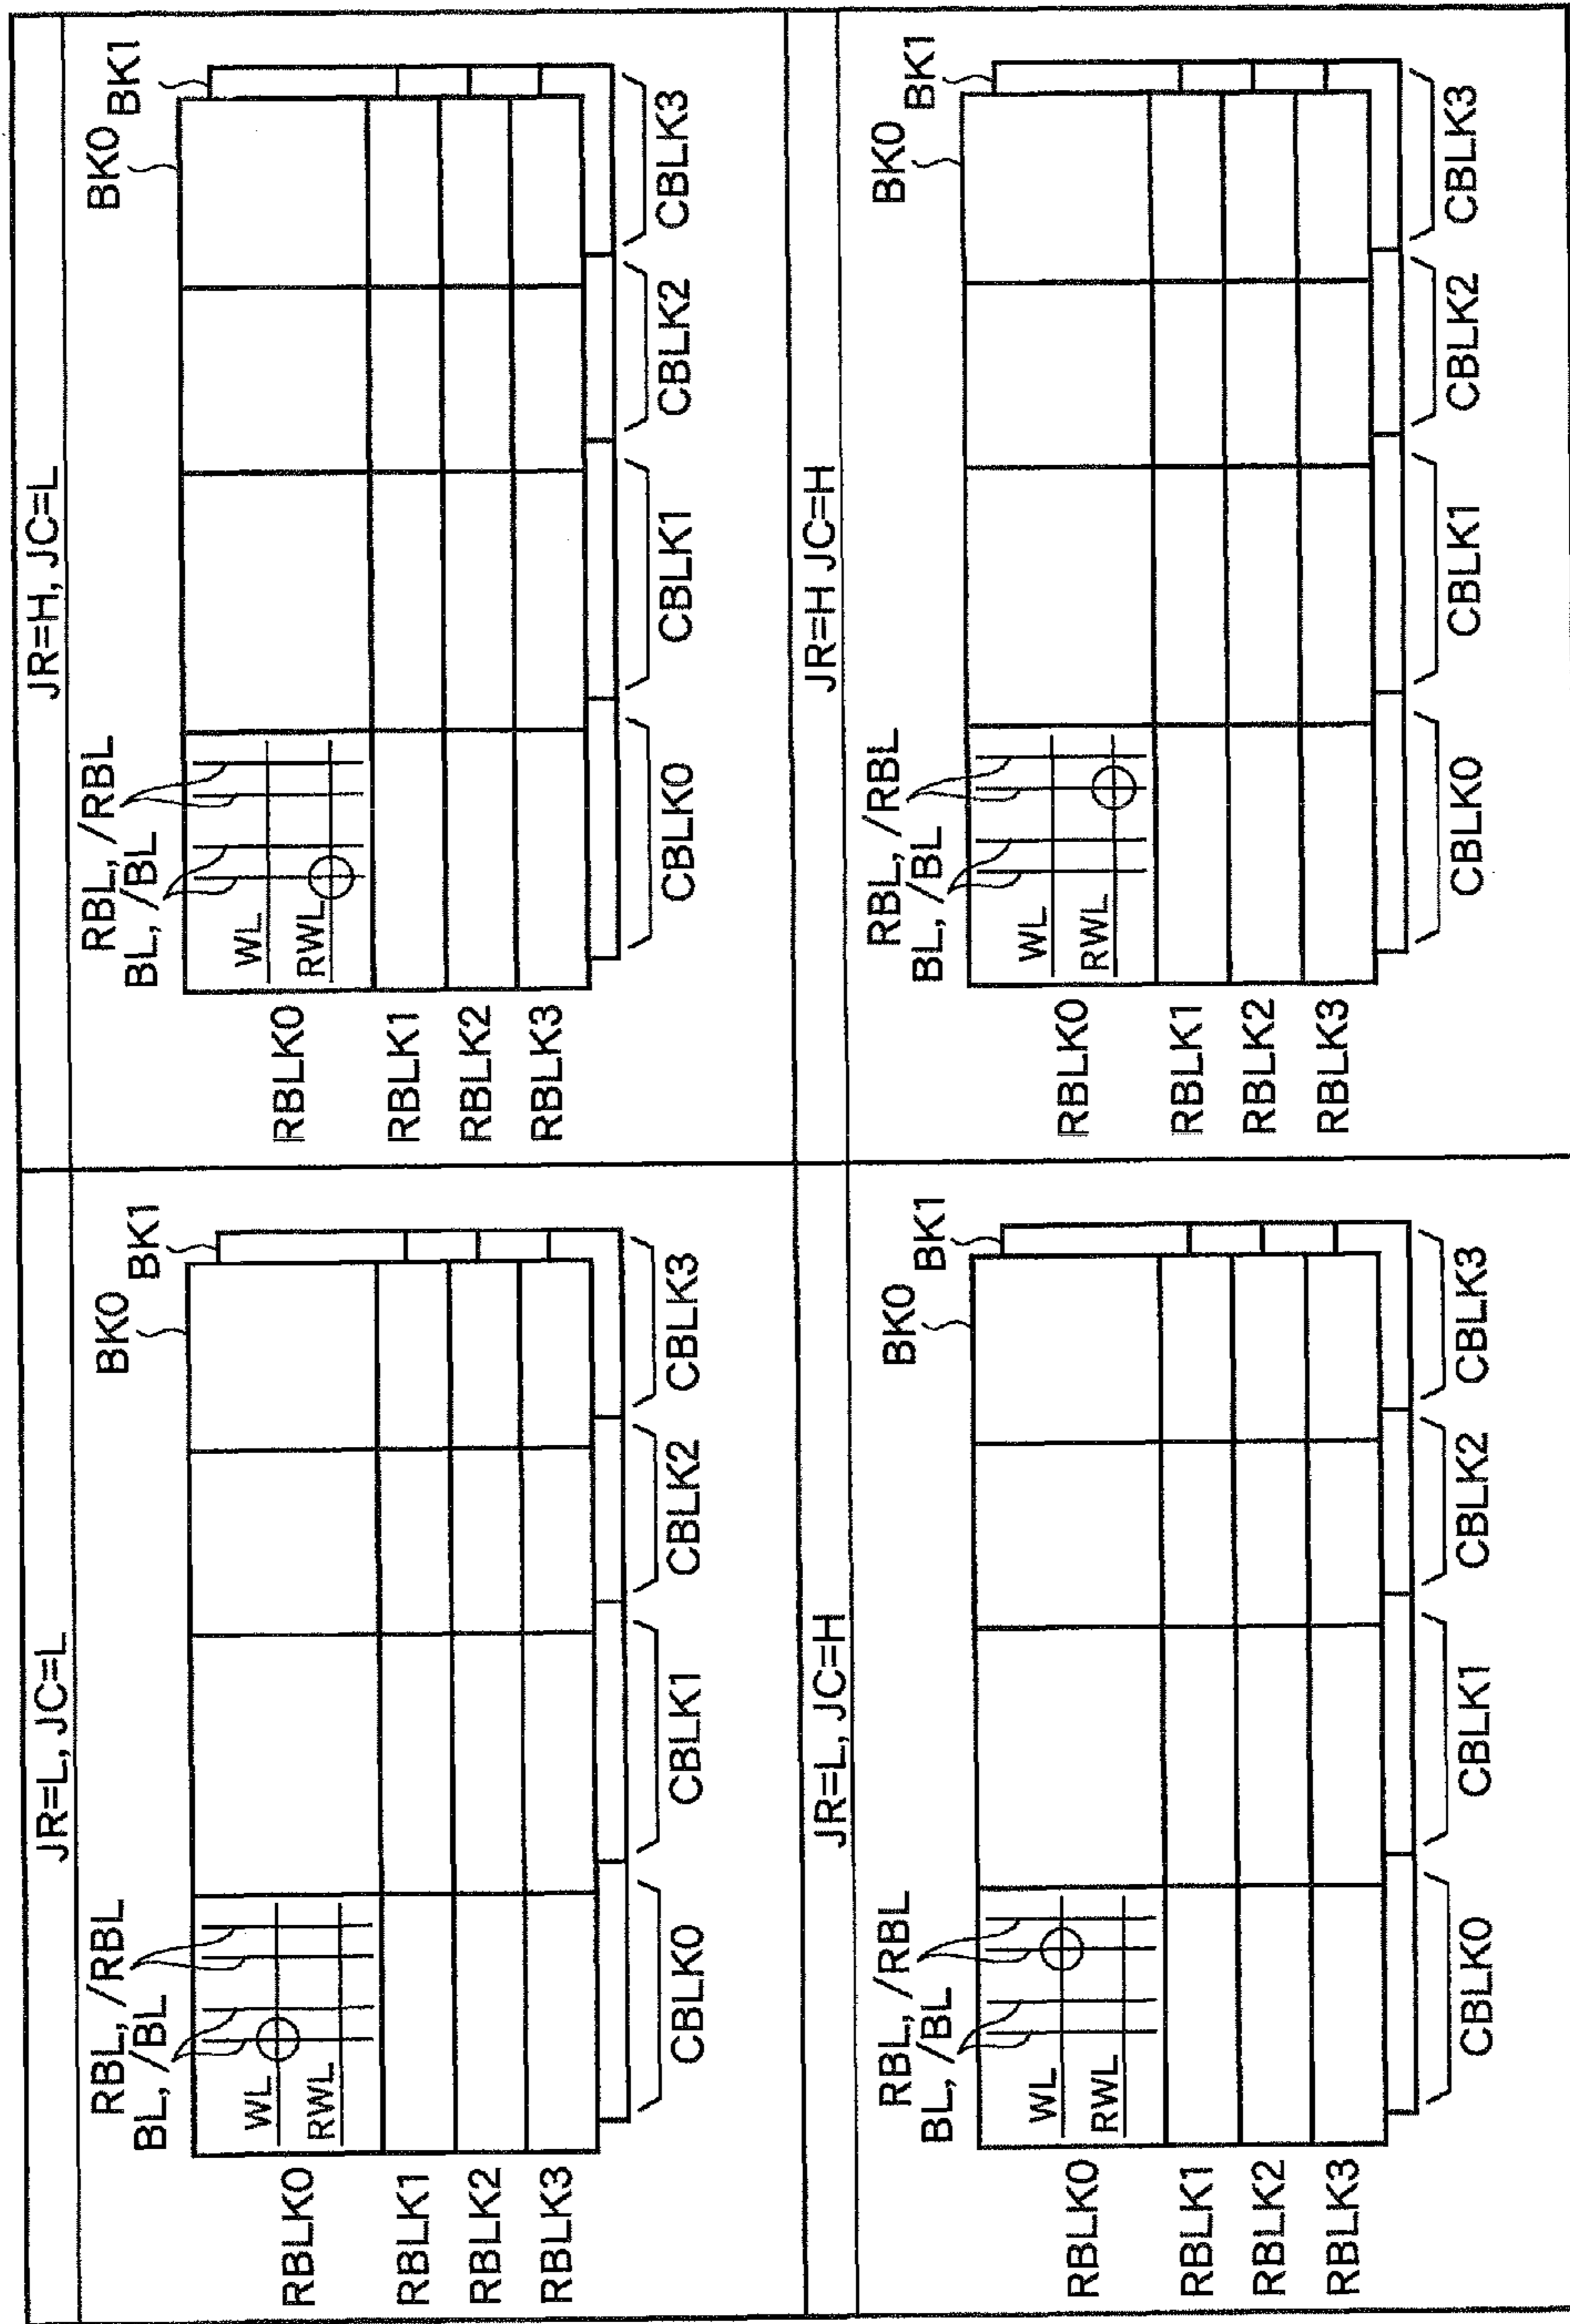 JR=L, JC=L
BK0
BK1
RBL, /RBL
BL, /BL
WL
RWL
RBLK0
RBLK1
RBLK2
RBLK3
CBLK0
CBLK1
CBLK2
CBLK3
JR=H, JC=L
BK0
BK1
RBL, /RBL
BL, /BL
WL
RWL
RBLK0
RBLK1
RBLK2
RBLK3
CBLK0
CBLK1
CBLK2
CBLK3
JR=L, JC=H
BK0
BK1
RBL, /RBL
BL, /BL
WL
RWL
RBLK0
RBLK1
RBLK2
RBLK3
CBLK0
CBLK1
CBLK2
CBLK3
JR=H JC=H
BK0
BK1
RBL, /RBL
BL, /BL
WL
RWL
RBLK0
RBLK1
RBLK2
RBLK3
CBLK0
CBLK1
CBLK2
CBLK3